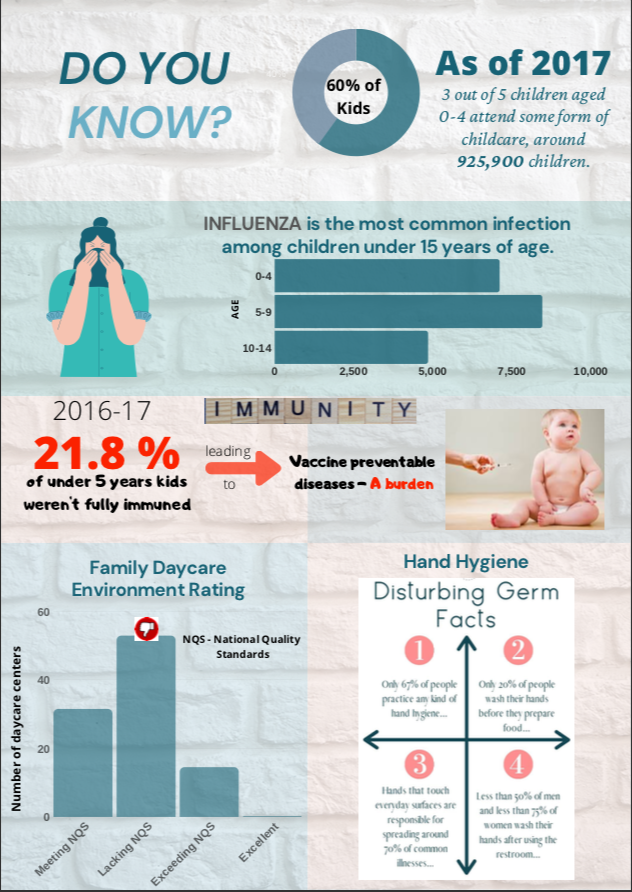 DO YOU
KNOW?
60% of
Kids
As of 2017
3 out of 5 children aged
0-4 attend some form of
childcare, around
925,900 children.
INFLUENZA is the most common infection
among children under 15 years of age.
AGE
0-4
5-9
10-14
0 2,500 5,000 7,500 10,000
2016-17
21.8 %
of under 5 years kids
weren't fully immuned
IMMUNITY
leading
to
Vaccine preventable
diseases – A burden
Family Daycare
Environment Rating
NQS - National Quality
Standards
Number of daycare centers
60
40
20
0
Meeting NQS
Lacking NQS
Exceeding NQS
Excellent
Hand Hygiene
Disturbing Germ
Facts
1
Only 67% of people
practice any kind of
hand hygiene...
2
Only 20% of people
wash their hands
before they prepare
food...
3
Hands that touch
everyday surfaces are
responsible for
spreading around
70% of common
illnesses...
4
Less than 50% of men
and less than 75% of
women wash their
hands after using the
restroom...